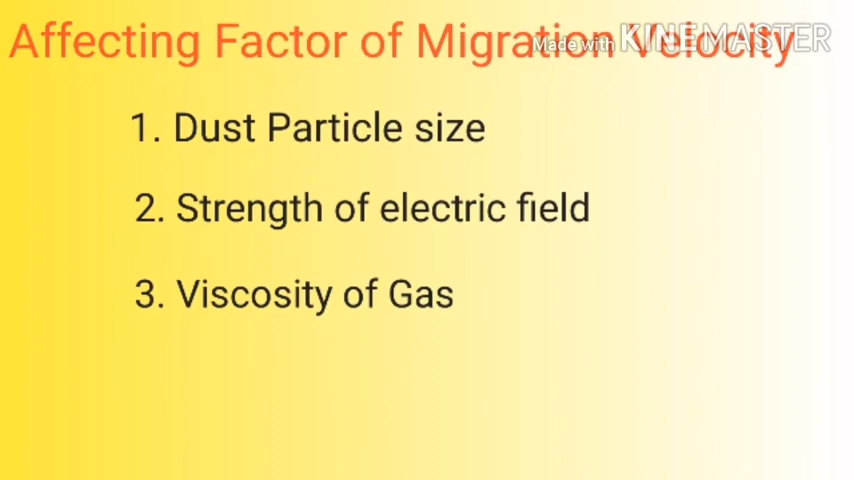 Affecting Factor of Migration Velocity
Made with KINEMASTER
1. Dust Particle size
2. Strength of electric field
3. Viscosity of Gas